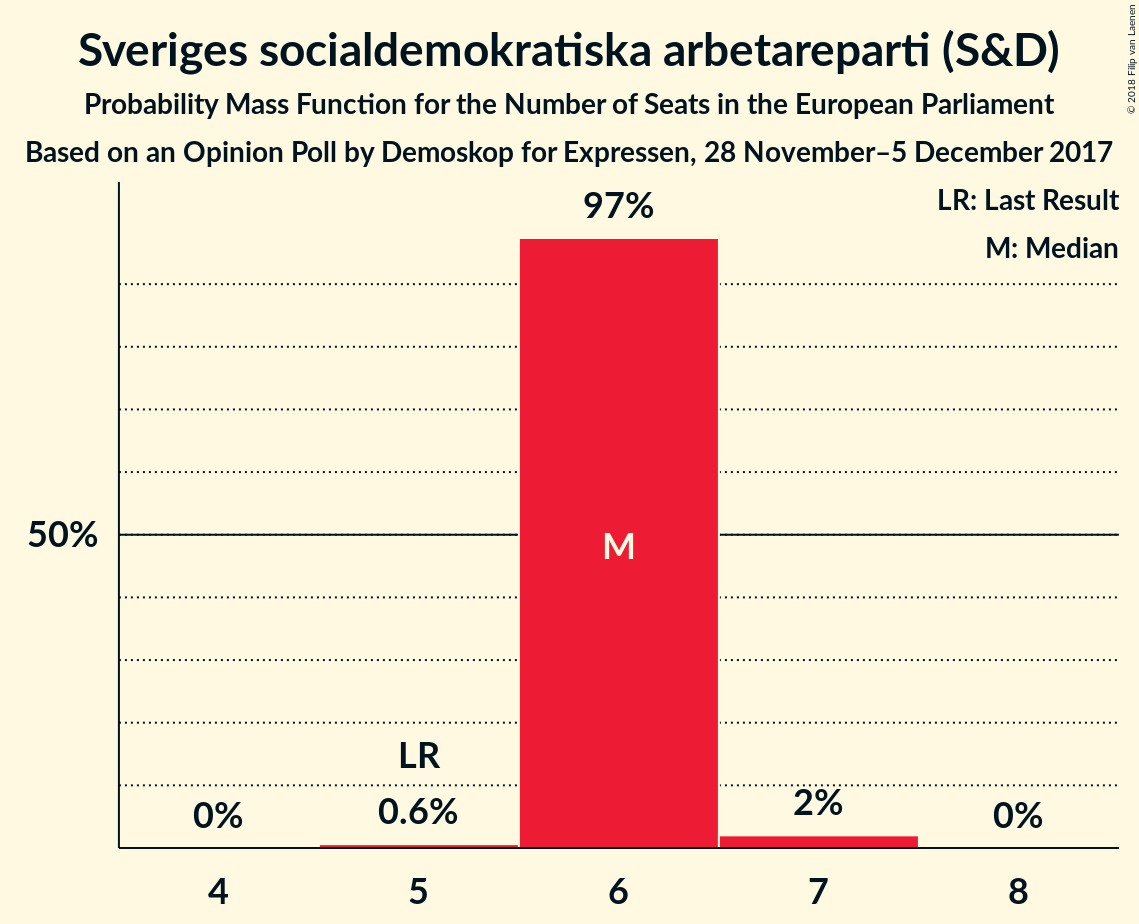 Sveriges socialdemokratiska arbetareparti (S&D)
Probability Mass Function for the Number of Seats in the European Parliament
Based on an Opinion Poll by Demoskop for Expressen, 28 November–5 December 2017
© 2018 Filip van Laenen
LR: Last Result
M: Median
97%
50%
M
LR
0%
0.6%
2%
0%
4
5
6
7
8